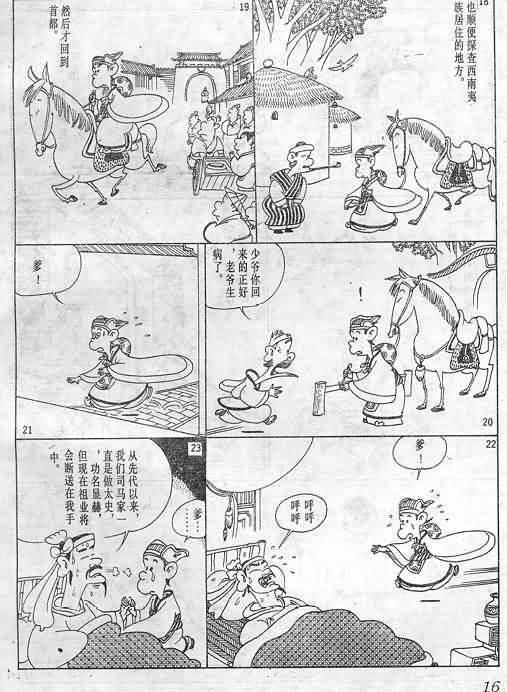 18
也顺便探查西南夷
族居住的地方。
19
然后才回到
首都。
20
少爷你回
来的正好
，老爷生
病了。
！
21
爹！
22
爹！
呼 呼
呼 呼
23
爹……
……
从先代以来，
我们司马家一
直是做太史，
功名显赫，
但现在祖业将
会断送在我手
中。
16